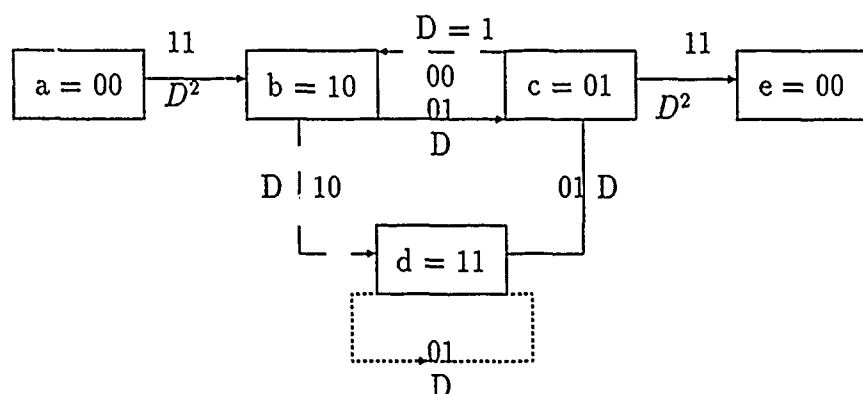 D = 1
11
11
a = 00
b = 10
00
c = 01
e = 00
D²
01
D²
D
D
10
01 D
d = 11
01
D